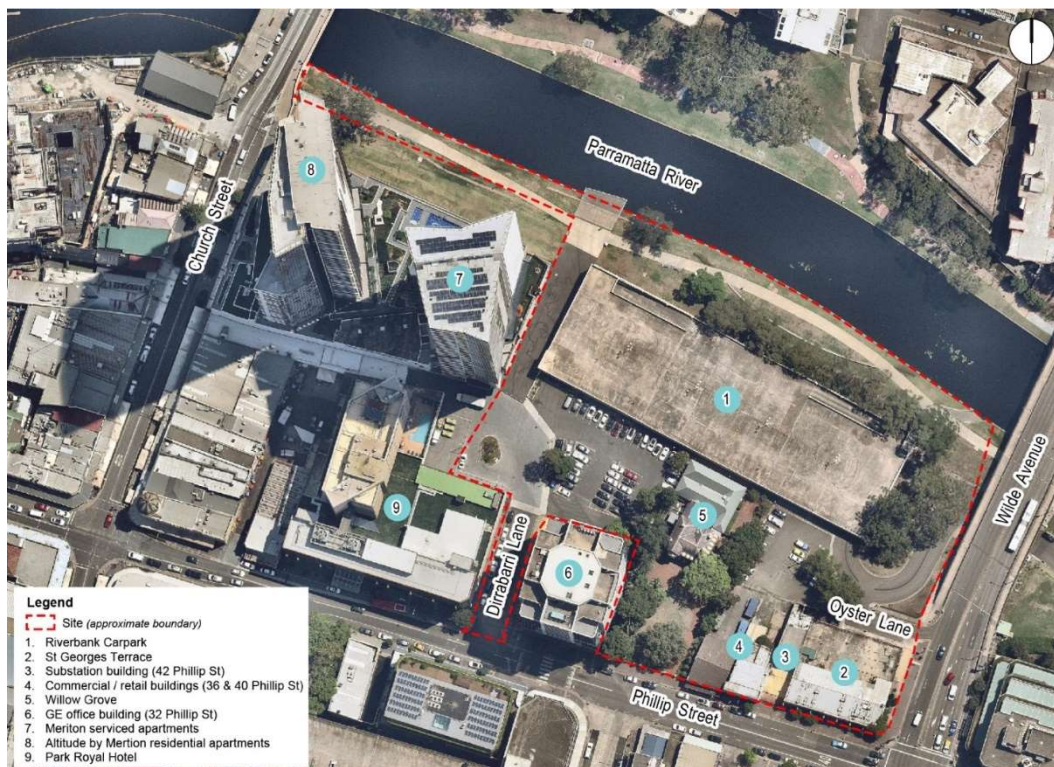 8
Parramatta River
Church Street
7
1
Wilde Avenue
9
5
Dirrabarri Lane
6
Oyster Lane
4
3
2
Phillip Street
Legend
Site (approximate boundary)
1. Riverbank Carpark
2. St Georges Terrace
3. Substation building (42 Phillip St)
4. Commercial / retail buildings (36 & 40 Phillip St)
5. Willow Grove
6. GE office building (32 Phillip St)
7. Meriton serviced apartments
8. Altitude by Mertion residential apartments
9. Park Royal Hotel